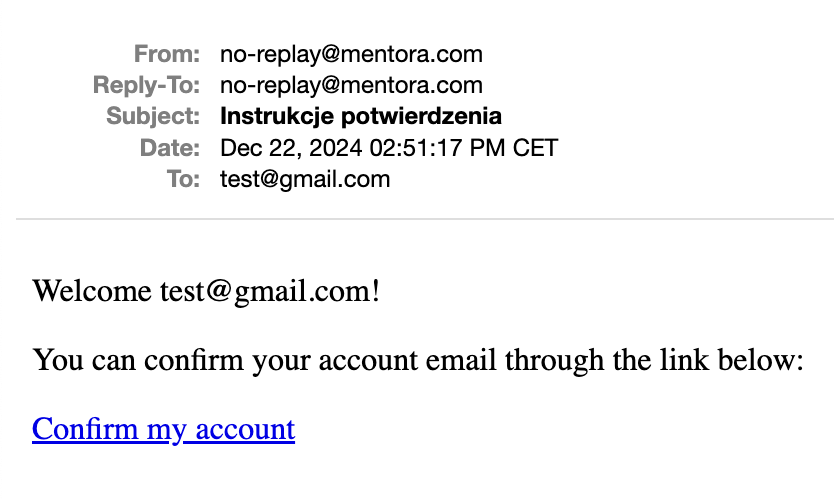 From: no-replay@mentora.com
Reply-To: no-replay@mentora.com
Subject: Instrukcje potwierdzenia
Date: Dec 22, 2024 02:51:17 PM CET
To: test@gmail.com
Welcome test@gmail.com!
You can confirm your account email through the link below:
Confirm my account